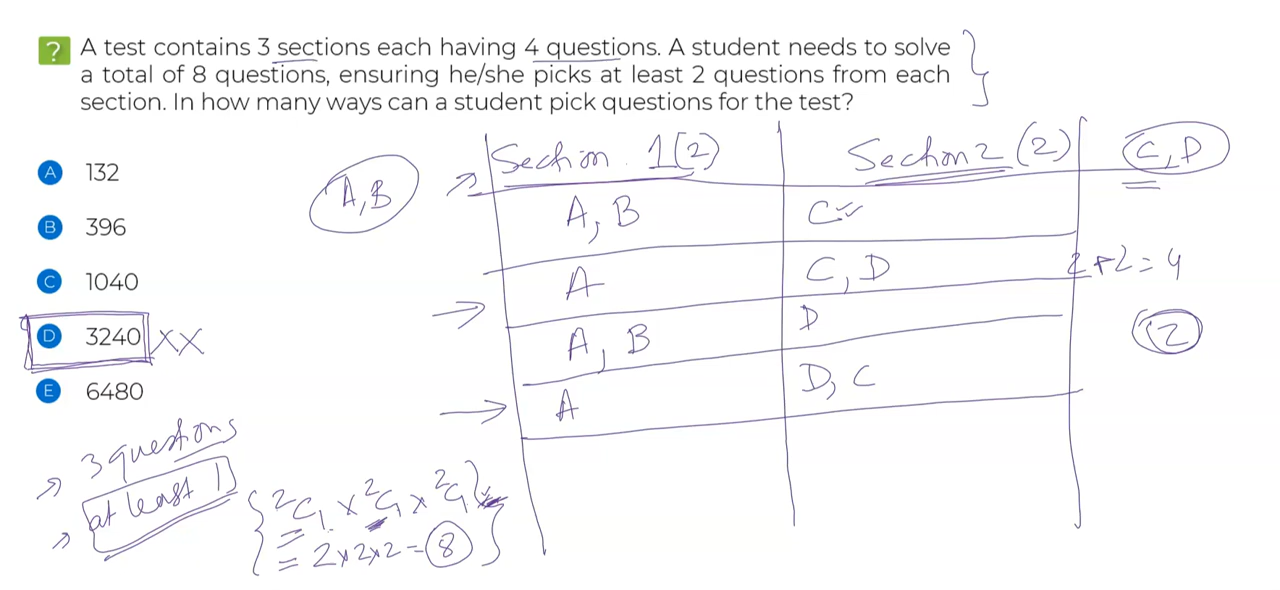 ? A test contains 3 sections each having 4 questions. A student needs to solve
a total of 8 questions, ensuring he/she picks at least 2 questions from each
section. In how many ways can a student pick questions for the test?
A 132
B 396
C 1040
D 3240 XX
E 6480
A, B
Section 1(2) Section 2 (2) C, D
A, B C✓
A C, D 2+2=4
A, B D 2
A D, C
→ 3 questions
→ at least 1
²C₁ × ²C₁ × ²C₁
= 2×2×2 = 8